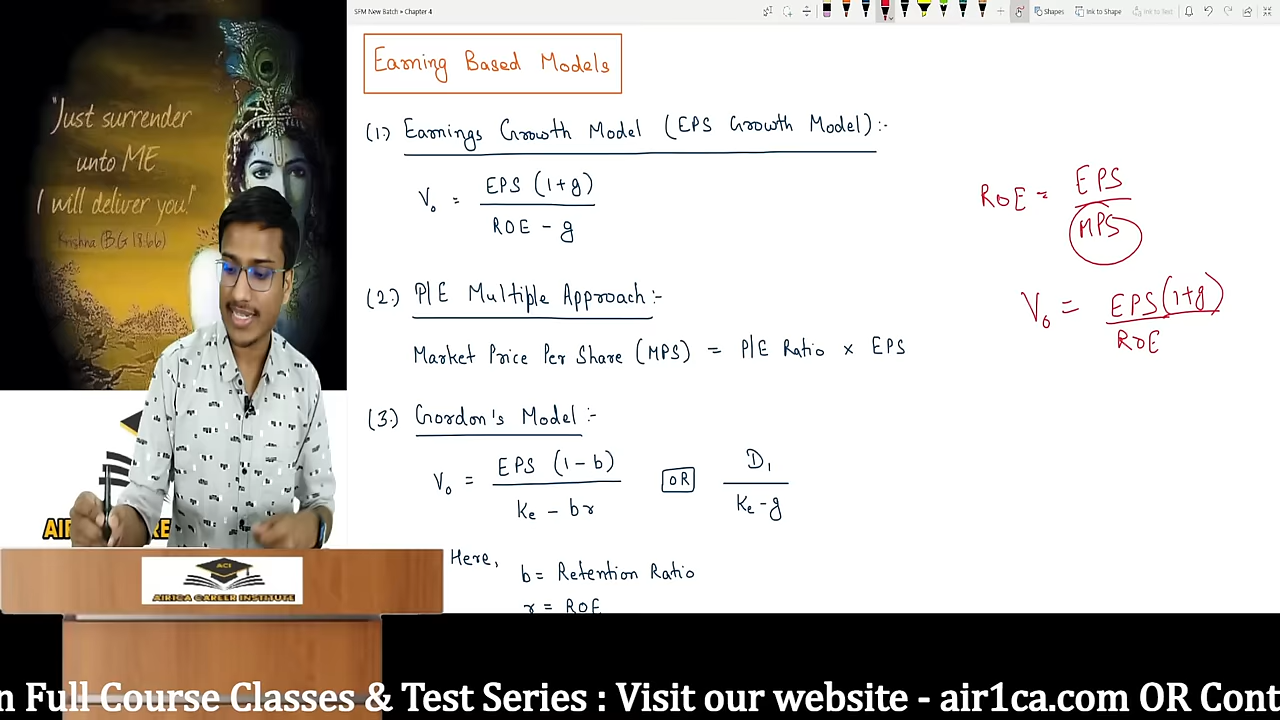 SFM New Batch » Chapter 4
Shapes
Ink to Shape
Ink to Text
"Just surrender
unto ME
I will deliver you!"
Krishna (B.G 18:66)
Earning Based Models
(1.) Earnings Growth Model (EPS Growth Model):-
V₀ = EPS (1+g)
ROE - g
ROE = EPS
MPS
V₀ = EPS(1+g)
ROE
(2.) P|E Multiple Approach:-
Market Price Per Share (MPS) = P|E Ratio × EPS
(3.) Gordon's Model:-
V₀ = EPS (1-b)
Ke - br
OR
D₁
Ke-g
Here,
b = Retention Ratio
r = ROE
ACI
AIR1CA CAREER INSTITUTE
n Full Course Classes & Test Series : Visit our website - air1ca.com OR Cont